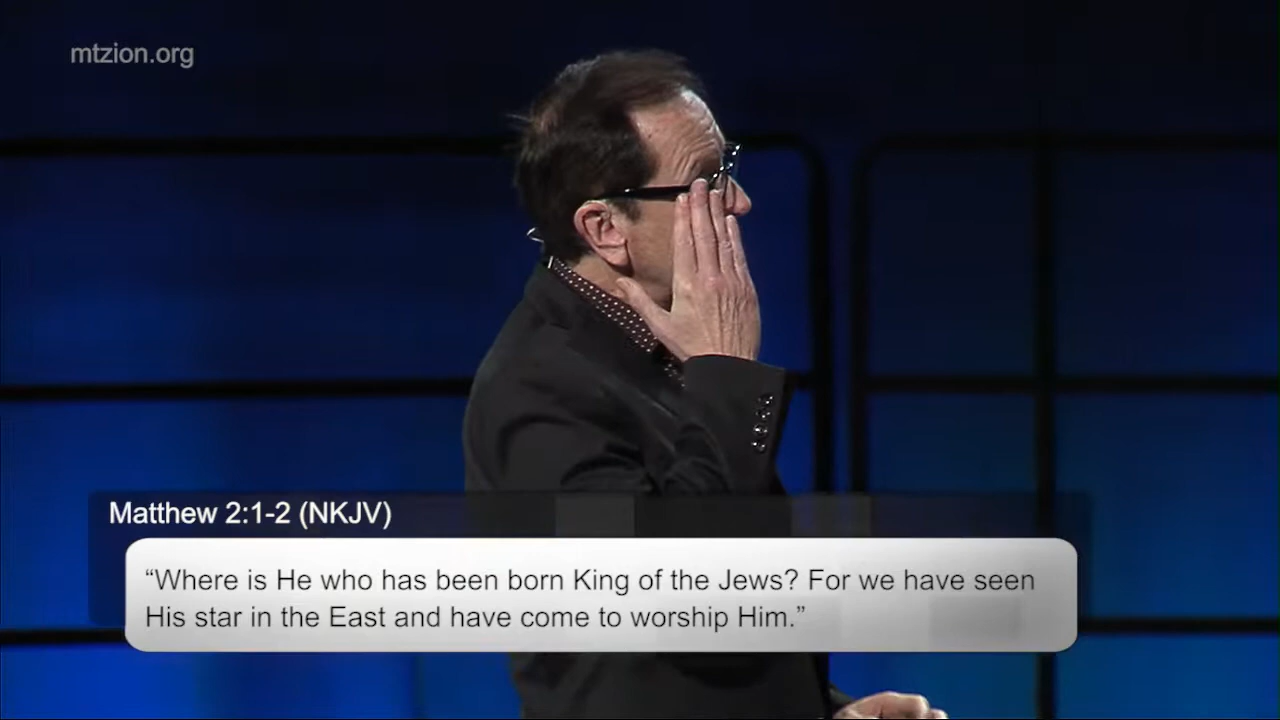 mtzion.org
Matthew 2:1-2 (NKJV)
“Where is He who has been born King of the Jews? For we have seen
His star in the East and have come to worship Him.”